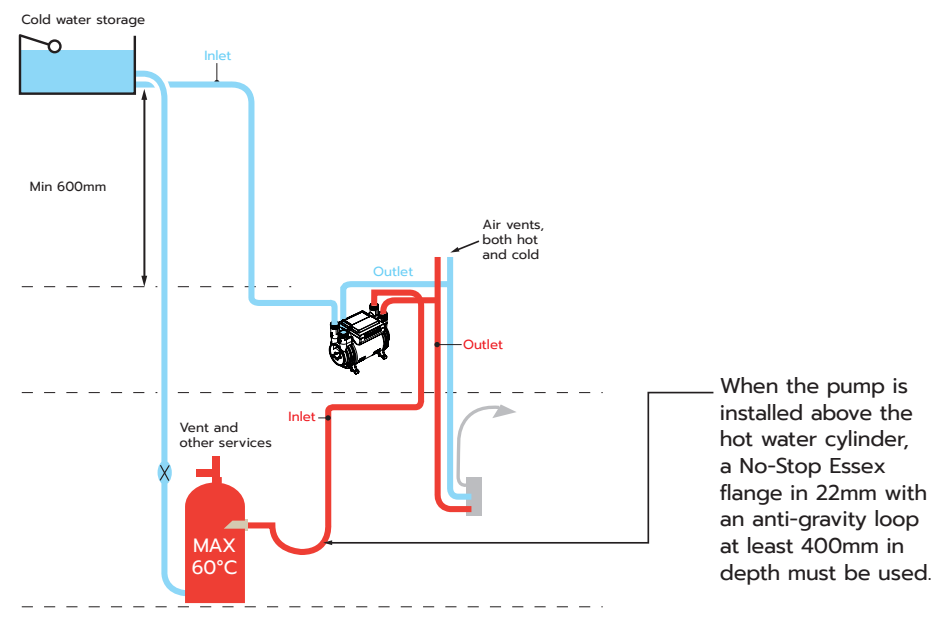 Cold water storage
Inlet
Min 600mm
Air vents,
both hot
and cold
Outlet
Outlet
Inlet
Vent and
other services
MAX
60°C
When the pump is
installed above the
hot water cylinder,
a No-Stop Essex
flange in 22mm with
an anti-gravity loop
at least 400mm in
depth must be used.